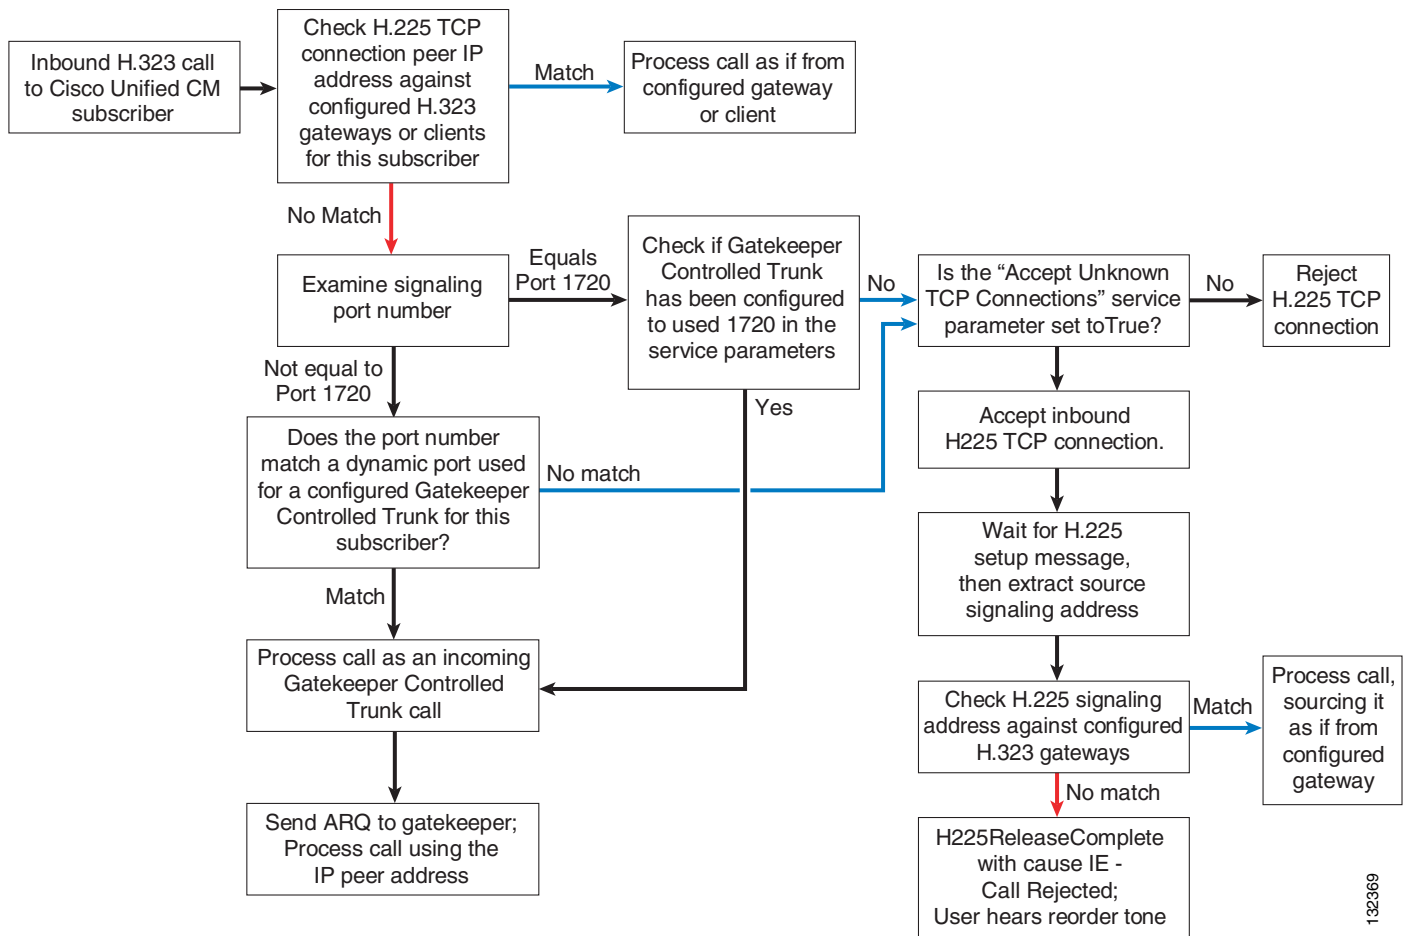 Inbound H.323 call
to Cisco Unified CM
subscriber
Check H.225 TCP
connection peer IP
address against
configured H.323
gateways or clients
for this subscriber
Match
Process call as if from
configured gateway
or client
No Match
Examine signaling
port number
Equals
Port 1720
Check if Gatekeeper
Controlled Trunk
has been configured
to used 1720 in the
service parameters
No
Is the “Accept Unknown
TCP Connections” service
parameter set toTrue?
No
Reject
H.225 TCP
connection
Not equal to
Port 1720
Yes
Does the port number
match a dynamic port used
for a configured Gatekeeper
Controlled Trunk for this
subscriber?
No match
Accept inbound
H225 TCP connection.
Wait for H.225
setup message,
then extract source
signaling address
Match
Process call as an incoming
Gatekeeper Controlled
Trunk call
Check H.225 signaling
address against configured
H.323 gateways
Match
Process call,
sourcing it
as if from
configured
gateway
No match
Send ARQ to gatekeeper;
Process call using the
IP peer address
H225ReleaseComplete
with cause IE -
Call Rejected;
User hears reorder tone
132369